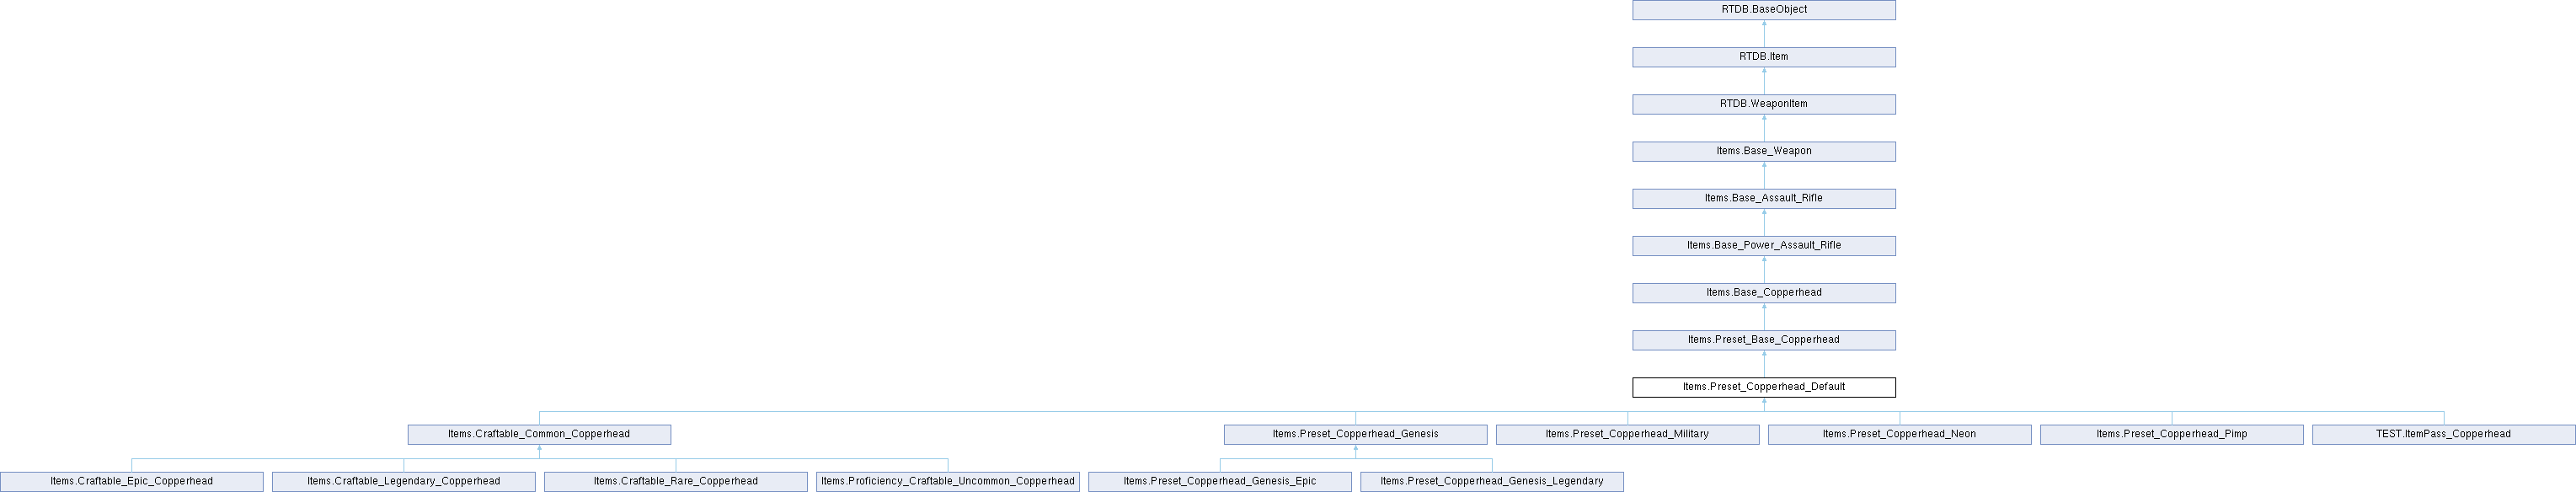 RTDB.BaseObject
RTDB.Item
RTDB.WeaponItem
Items.Base_Weapon
Items.Base_Assault_Rifle
Items.Base_Power_Assault_Rifle
Items.Base_Copperhead
Items.Preset_Base_Copperhead
Items.Preset_Copperhead_Default
Items.Craftable_Common_Copperhead
Items.Preset_Copperhead_Genesis
Items.Preset_Copperhead_Military
Items.Preset_Copperhead_Neon
Items.Preset_Copperhead_Pimp
TEST.ItemPass_Copperhead
Items.Craftable_Epic_Copperhead
Items.Craftable_Legendary_Copperhead
Items.Craftable_Rare_Copperhead
Items.Proficiency_Craftable_Uncommon_Copperhead
Items.Preset_Copperhead_Genesis_Epic
Items.Preset_Copperhead_Genesis_Legendary